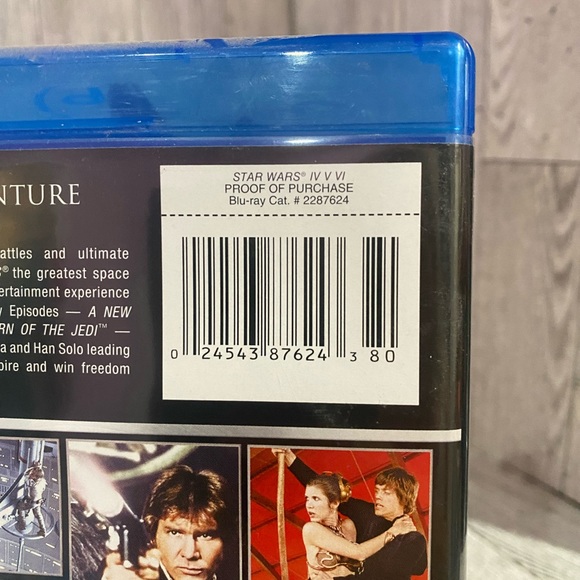 STAR WARS® IV V VI
PROOF OF PURCHASE
Blu-ray Cat. # 2287624
0 24543 87624 3 80
NTURE
attles and ultimate
® the greatest space
ertainment experience
Episodes — A NEW
RN OF THE JEDI™ —
a and Han Solo leading
pire and win freedom